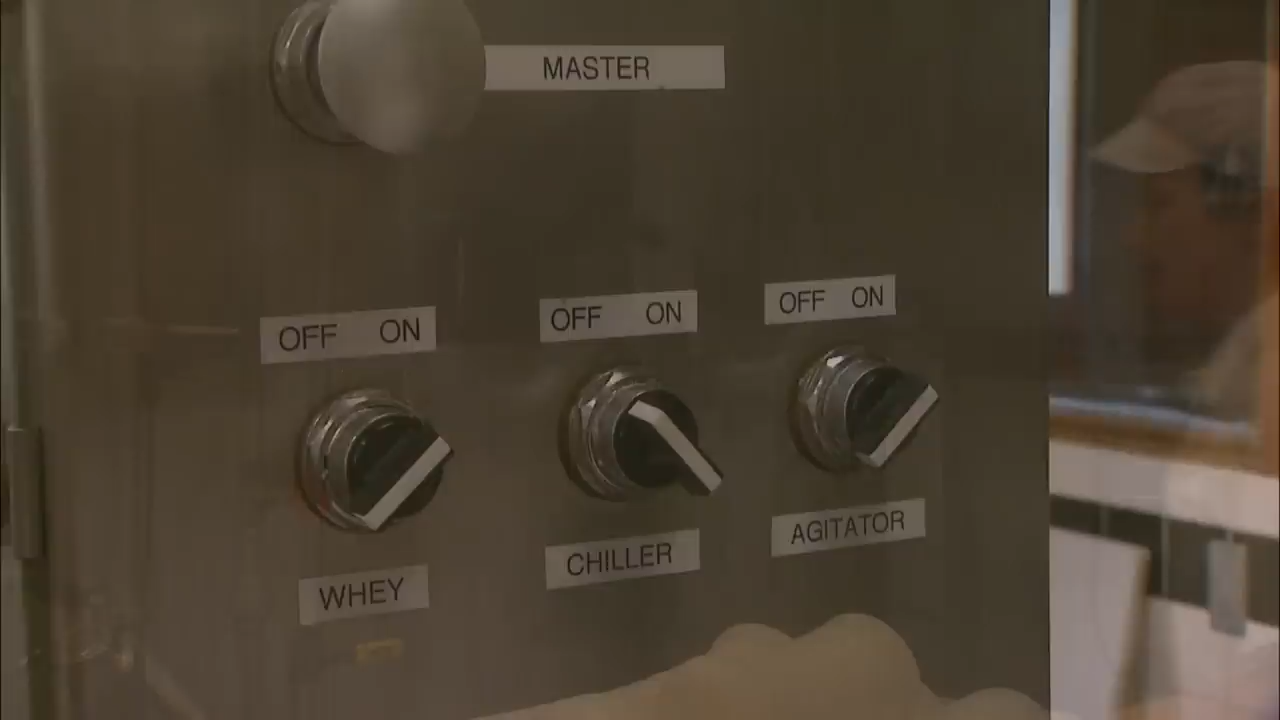 MASTER
OFF ON
OFF ON
OFF ON
WHEY
CHILLER
AGITATOR